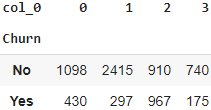 col_0 0 1 2 3
Churn
No 1098 2415 910 740
Yes 430 297 967 175